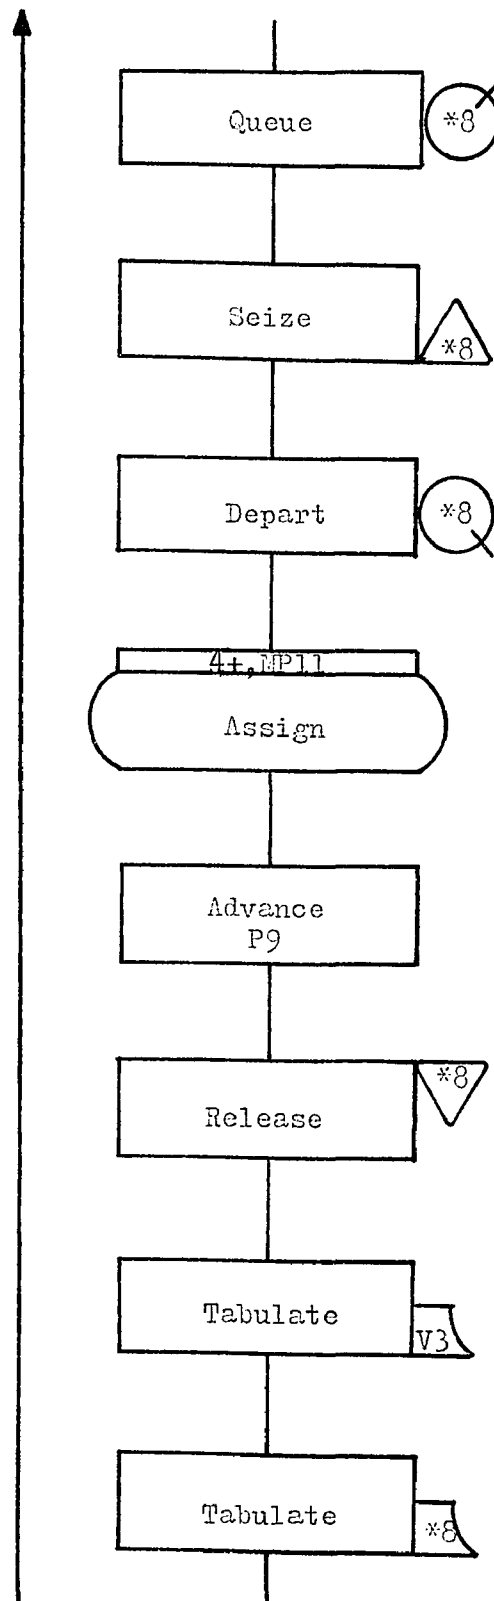 Queue
*8
Seize
*8
Depart
*8
4+,MP11
Assign
Advance
P9
*8
Release
Tabulate
V3
Tabulate
*8